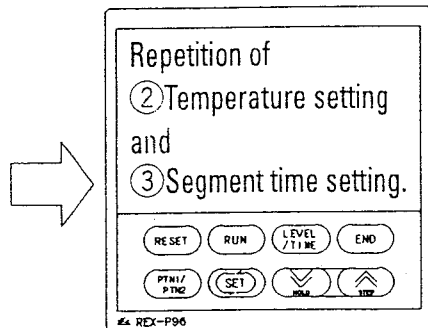 Repetition of
②Temperature setting
and
③Segment time setting.
RESET RUN LEVEL /TIME END
PTN1/ PTN2 SET HOLD STEP
REX-P96